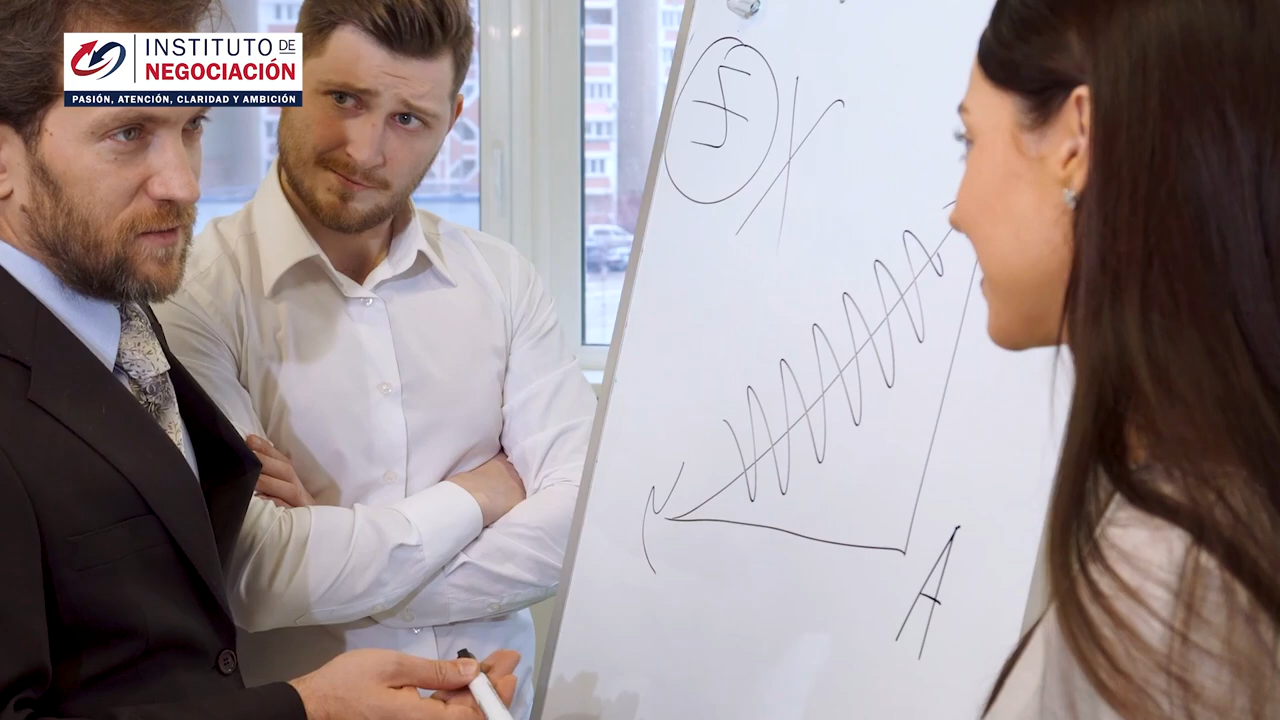 INSTITUTO DE
NEGOCIACIÓN
PASIÓN, ATENCIÓN, CLARIDAD Y AMBICIÓN
A